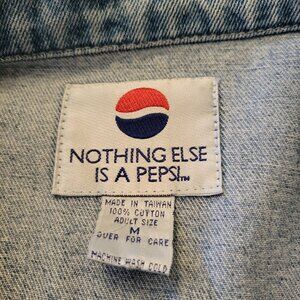 NOTHING ELSE
IS A PEPSI™
MADE IN TAIWAN
100% COTTON
ADULT SIZE
M
OVER FOR CARE
MACHINE WASH COLD